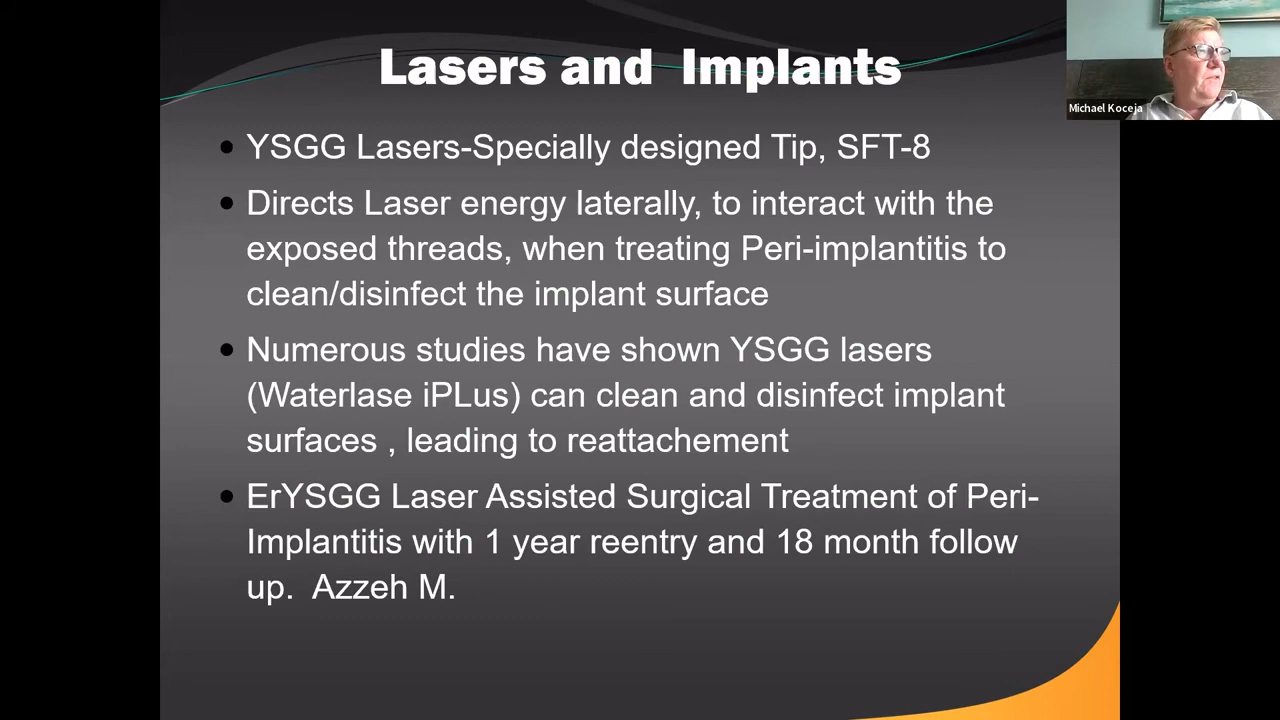 Lasers and Implants
Michael Koceja
YSGG Lasers-Specially designed Tip, SFT-8
Directs Laser energy laterally, to interact with the
exposed threads, when treating Peri-implantitis to
clean/disinfect the implant surface
Numerous studies have shown YSGG lasers
(Waterlase iPLus) can clean and disinfect implant
surfaces , leading to reattachement
ErYSGG Laser Assisted Surgical Treatment of Peri-
Implantitis with 1 year reentry and 18 month follow
up. Azzeh M.